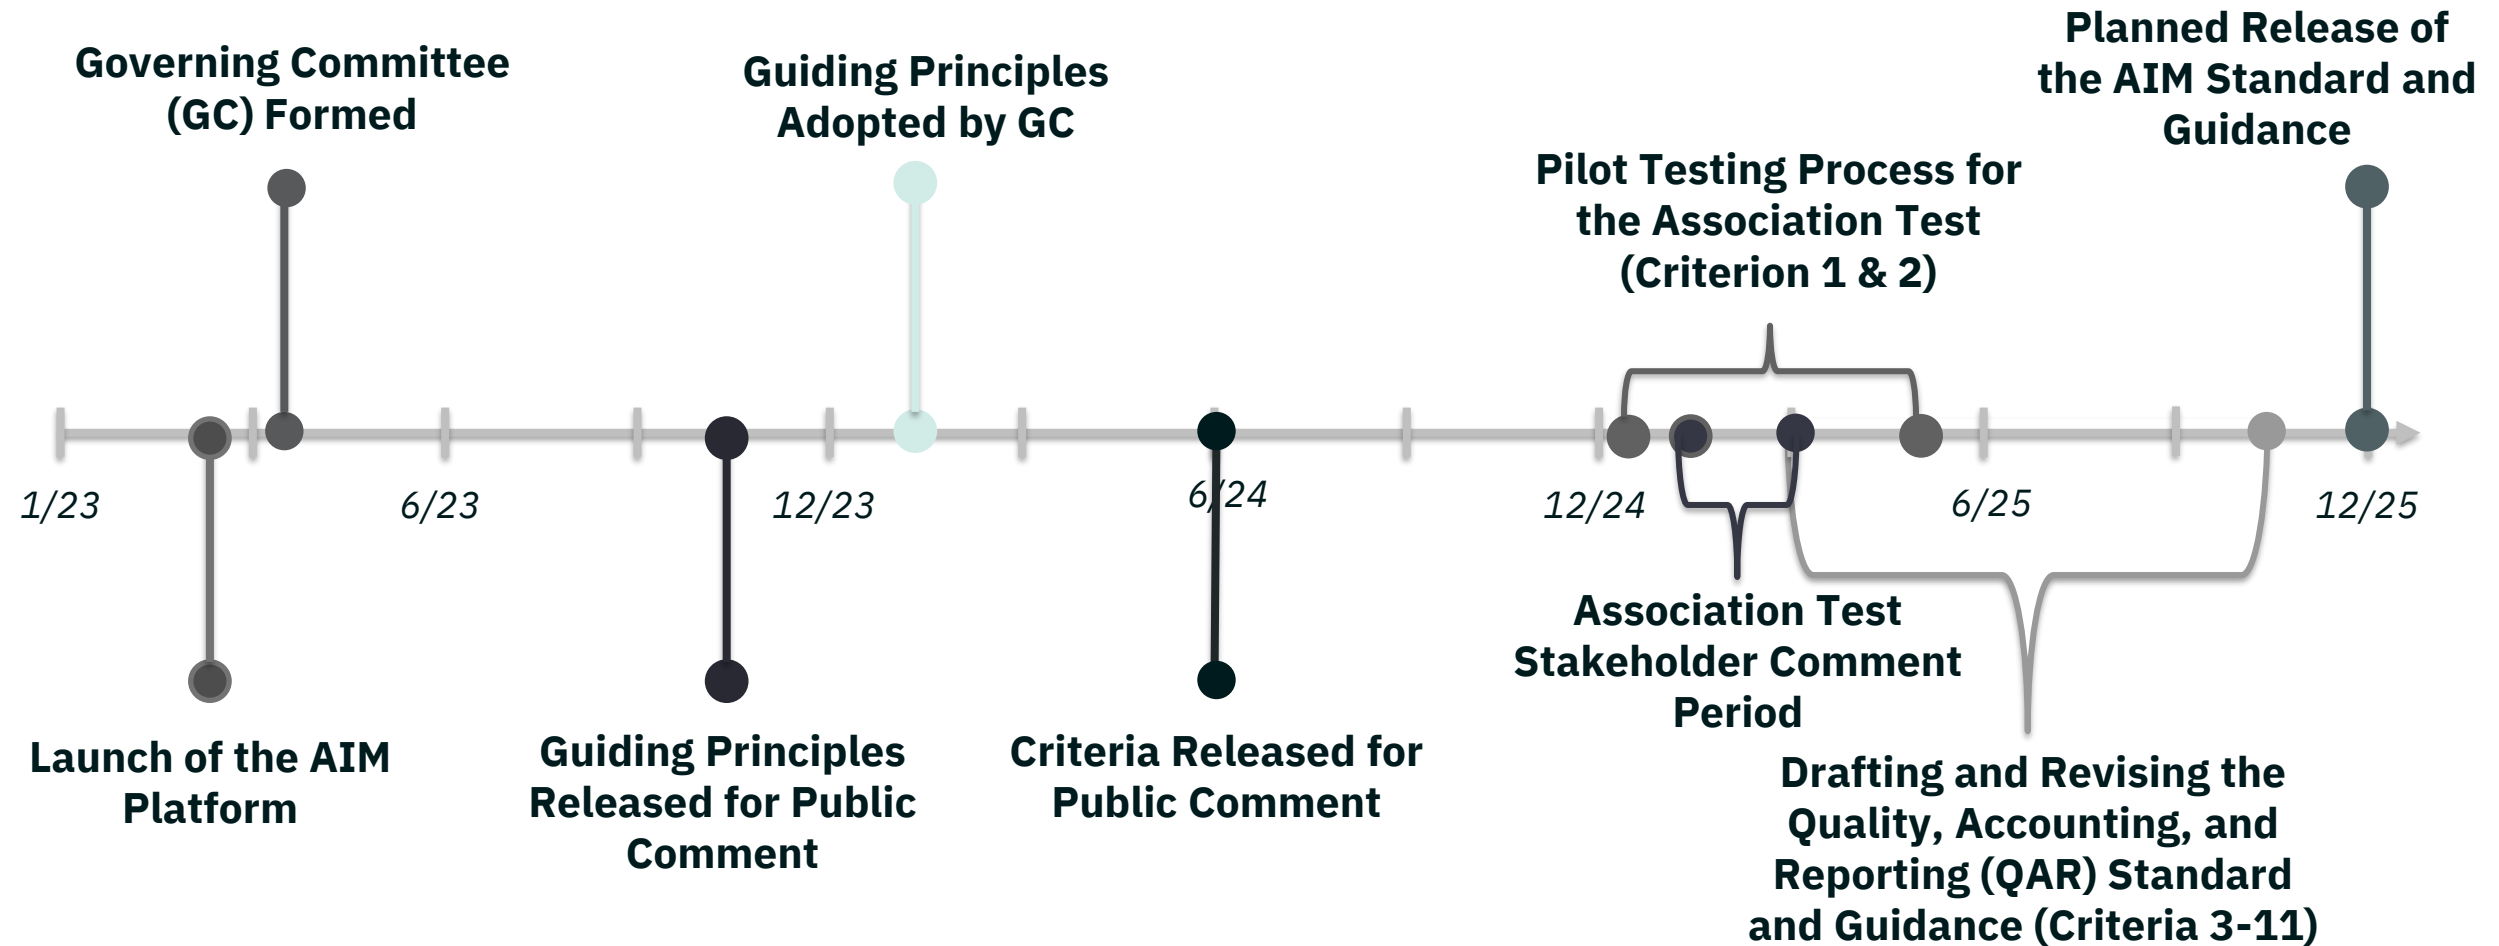 Governing Committee
(GC) Formed
Guiding Principles
Adopted by GC
Planned Release of
the AIM Standard and
Guidance
Pilot Testing Process for
the Association Test
(Criterion 1 & 2)
1/23
6/23
12/23
6/24
12/24
6/25
12/25
Launch of the AIM
Platform
Guiding Principles
Released for Public
Comment
Criteria Released for
Public Comment
Association Test
Stakeholder Comment
Period
Drafting and Revising the
Quality, Accounting, and
Reporting (QAR) Standard
and Guidance (Criteria 3-11)